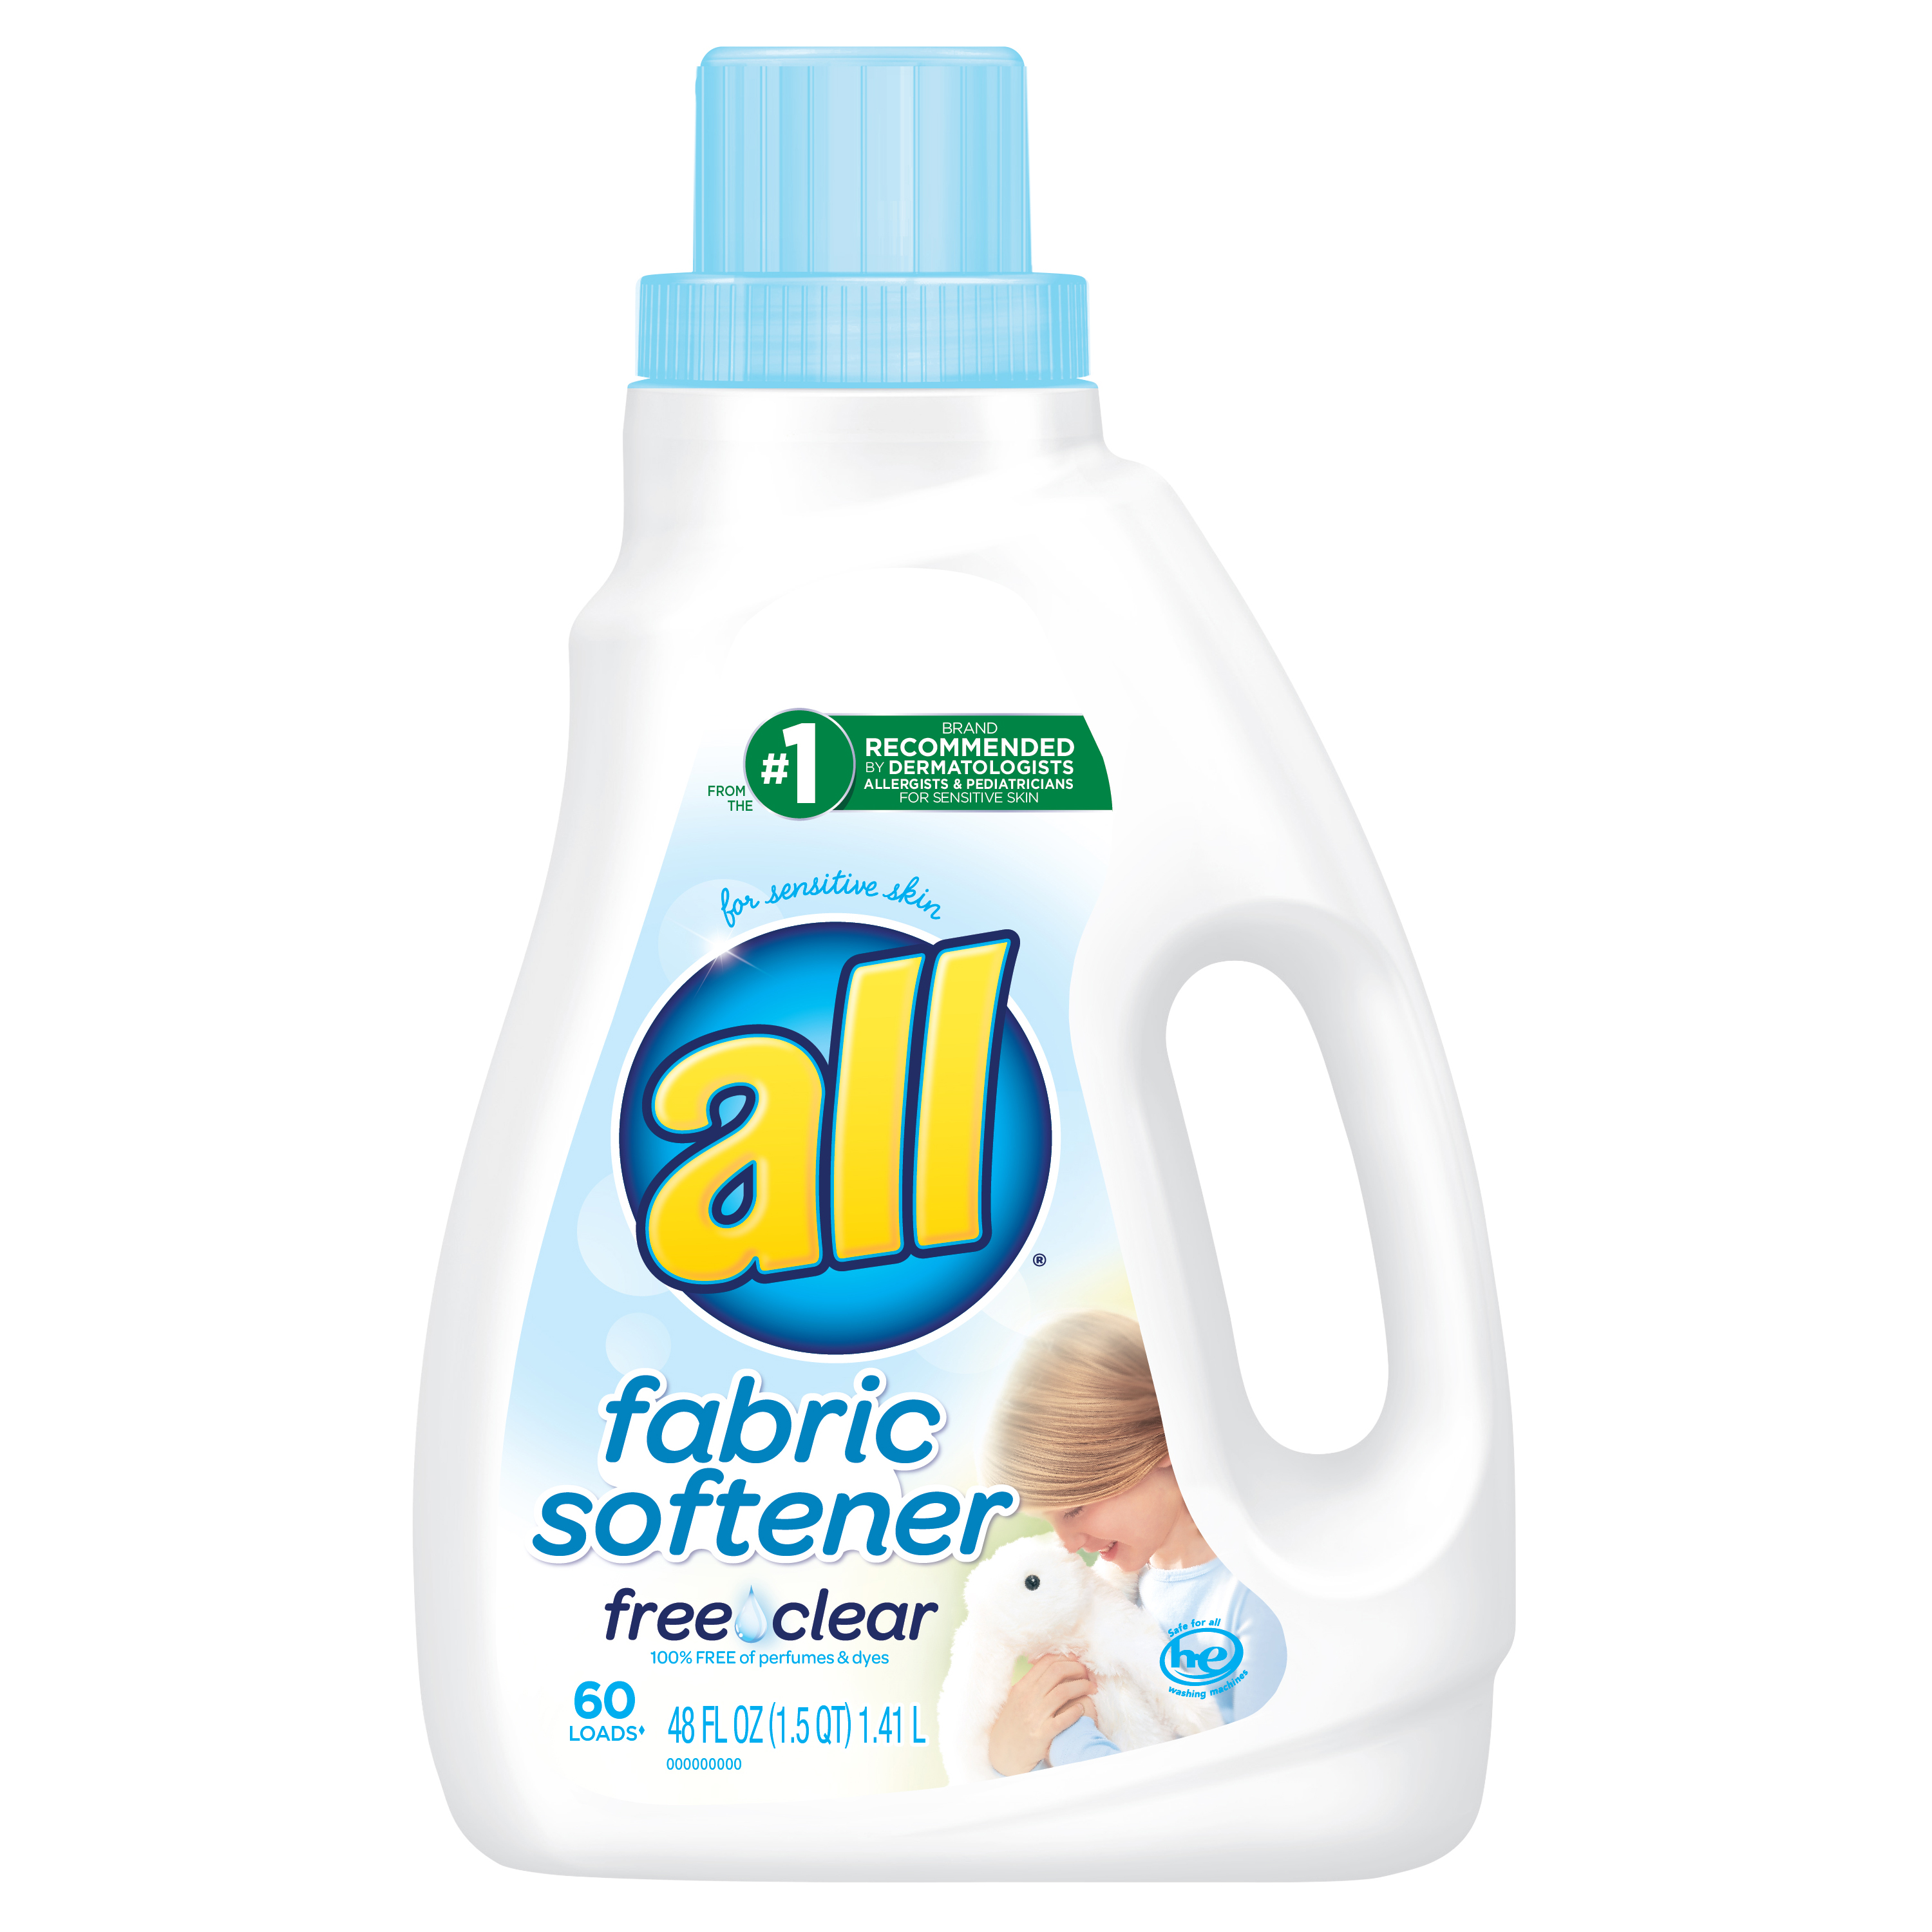 FROM
THE
#1
BRAND
RECOMMENDED
BY DERMATOLOGISTS
ALLERGISTS & PEDIATRICIANS
FOR SENSITIVE SKIN
for sensitive skin
all
®
fabric
softener
free clear
100% FREE of perfumes & dyes
60
LOADS♦
48 FL OZ (1.5 QT) 1.41 L
000000000
Safe for all
he
washing machines